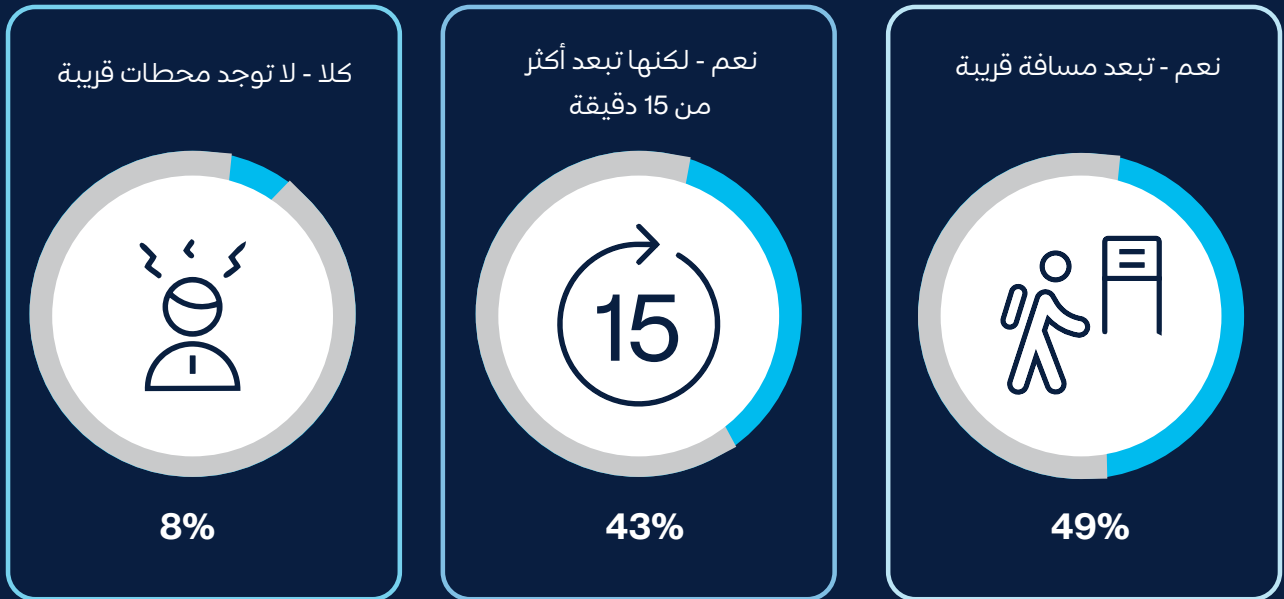 نعم - تبعد مسافة قريبة
49%
نعم - لكنها تبعد أكثر
من 15 دقيقة
15
43%
كلا - لا توجد محطات قريبة
8%